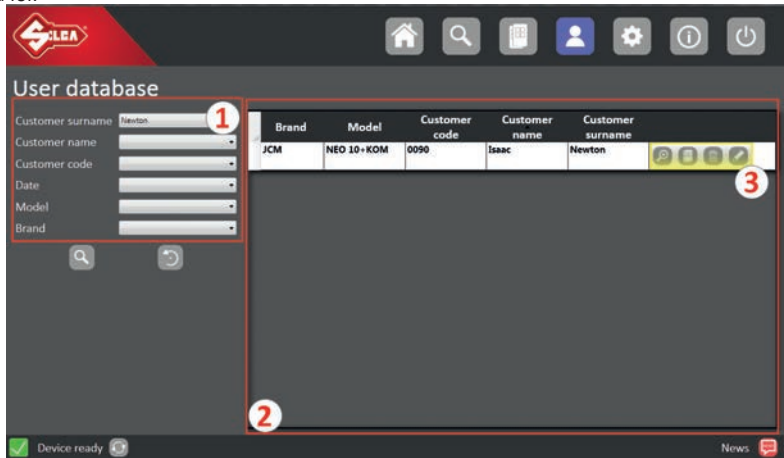 SILCA
User database
Customer surname Newton
Customer name
Customer code
Date
Model
Brand
1
Brand Model Customer code Customer name Customer surname
JCM NEO 10+KOM 0090 Isaac Newton
3
2
Device ready
News